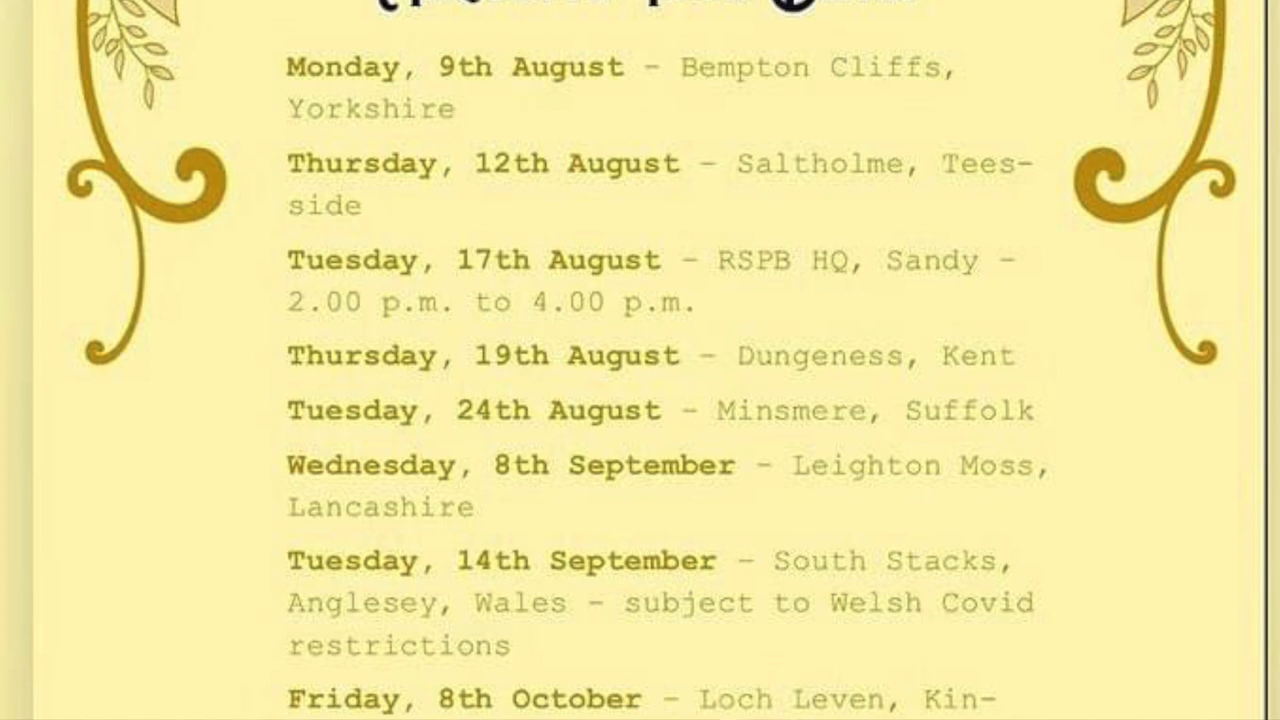 Monday, 9th August – Bempton Cliffs,
Yorkshire
Thursday, 12th August – Saltholme, Tees-
side
Tuesday, 17th August – RSPB HQ, Sandy –
2.00 p.m. to 4.00 p.m.
Thursday, 19th August – Dungeness, Kent
Tuesday, 24th August – Minsmere, Suffolk
Wednesday, 8th September – Leighton Moss,
Lancashire
Tuesday, 14th September – South Stacks,
Anglesey, Wales – subject to Welsh Covid
restrictions
Friday, 8th October – Loch Leven, Kin-